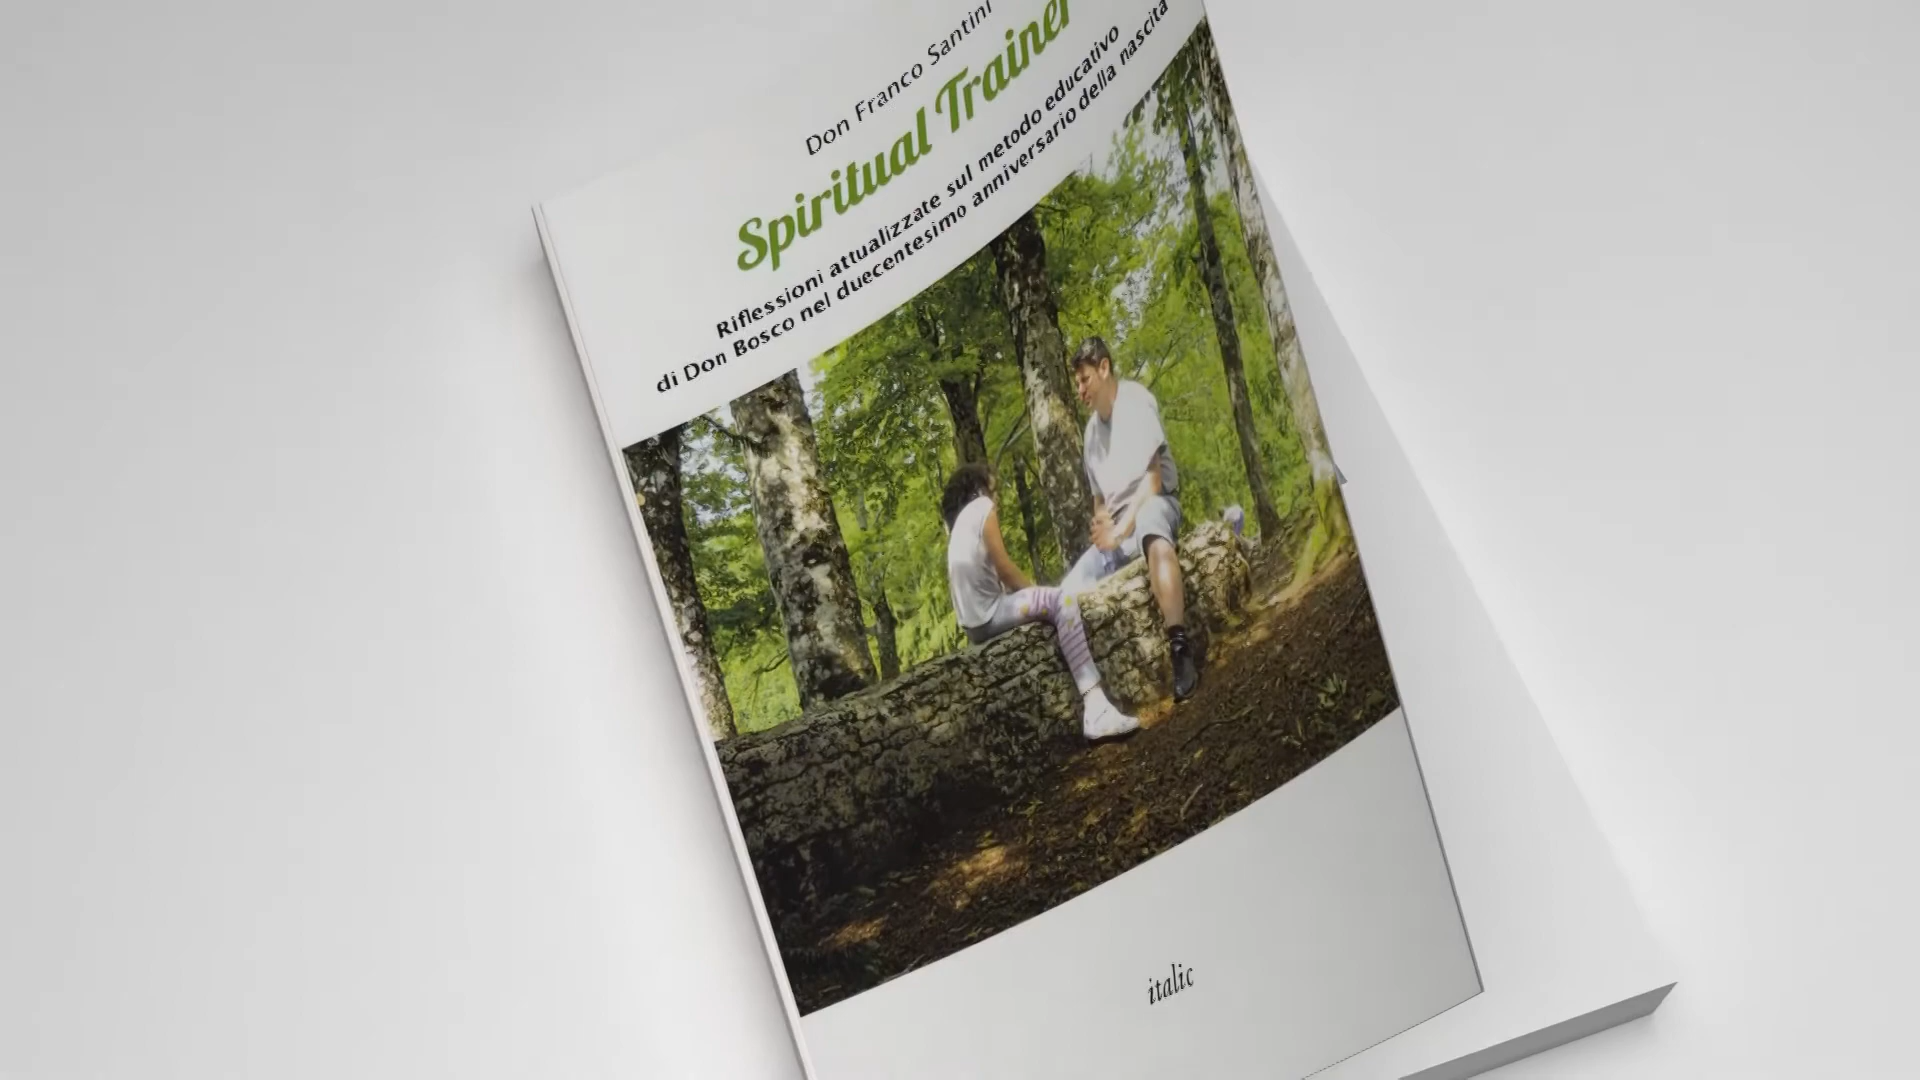 Don Franco Santini
Spiritual Trainer
Riflessioni attualizzate sul metodo educativo
di Don Bosco nel duecentesimo anniversario della nascita
italic